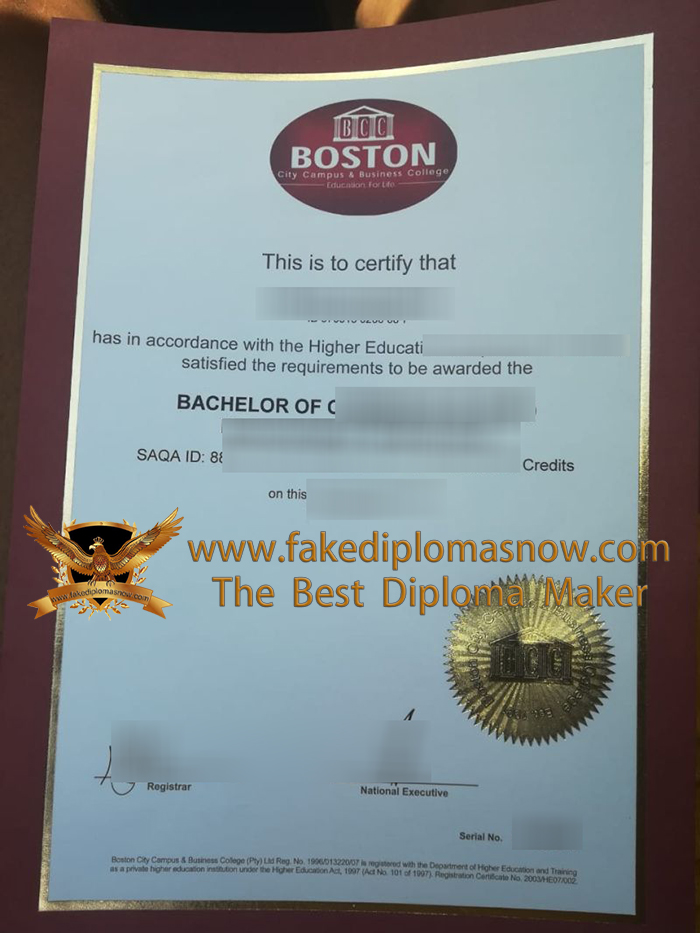 BCC
BOSTON
City Campus & Business College
Education For Life
This is to certify that
has in accordance with the Higher Educati
satisfied the requirements to be awarded the
BACHELOR OF C
SAQA ID: 88
Credits
on this
www.fakediplomasnow.com
www.fakediplomasnow.com
The Best Diploma Maker
BCC
Registrar
National Executive
Serial No.
Boston City Campus & Business College (Pty) Ltd Reg. No. 1996/013220/07 is registered with the Department of Higher Education and Training
as a private higher education institution under the Higher Education Act, 1997 (Act No. 101 of 1997). Registration Certificate No. 2003/HE07/002.